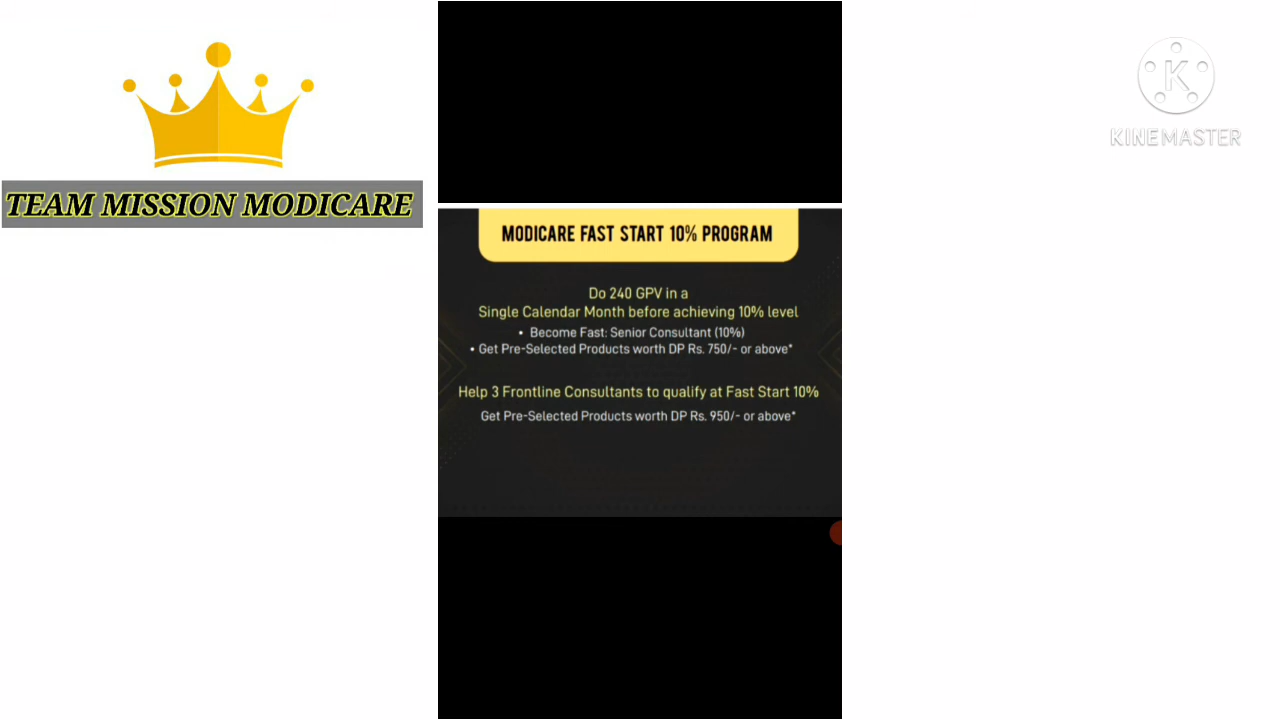 TEAM MISSION MODICARE
MODICARE FAST START 10% PROGRAM
Do 240 GPV in a
Single Calendar Month before achieving 10% level
• Become Fast: Senior Consultant (10%)
• Get Pre-Selected Products worth DP Rs. 750/- or above*
Help 3 Frontline Consultants to qualify at Fast Start 10%
Get Pre-Selected Products worth DP Rs. 950/- or above*
K
KINEMASTER